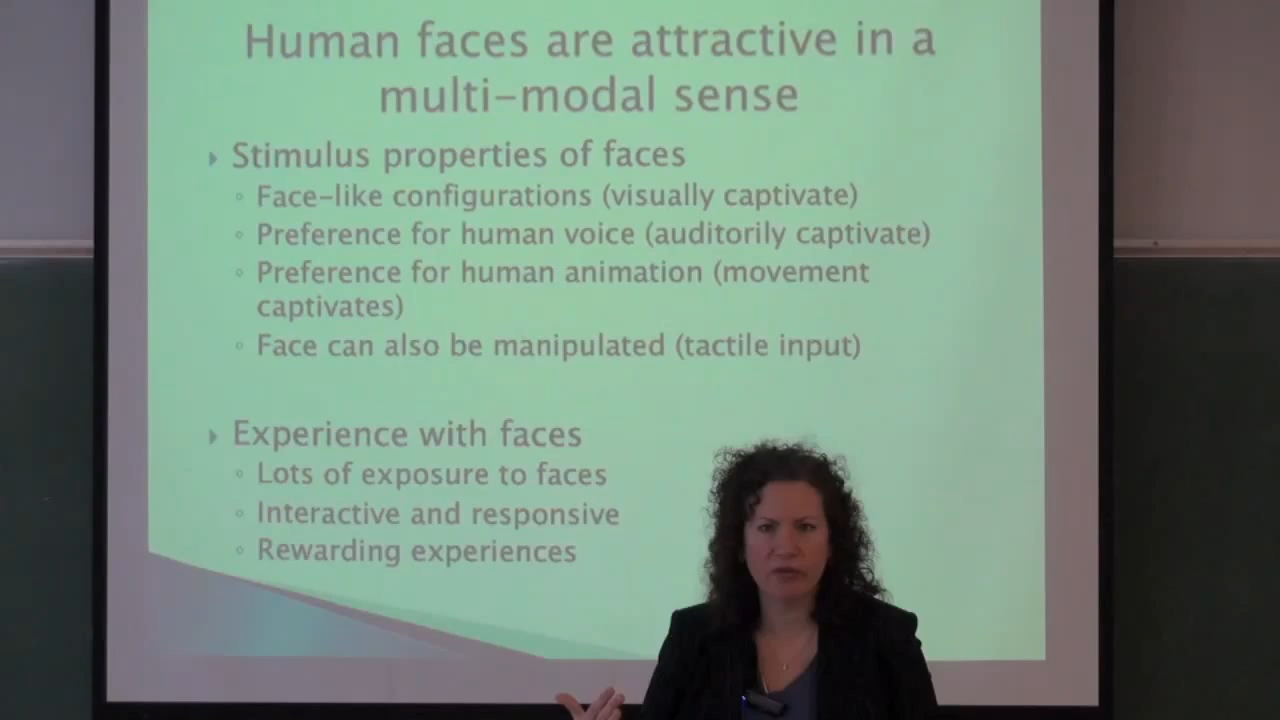 Human faces are attractive in a
multi-modal sense
Stimulus properties of faces
Face-like configurations (visually captivate)
Preference for human voice (auditorily captivate)
Preference for human animation (movement
captivates)
Face can also be manipulated (tactile input)
Experience with faces
Lots of exposure to faces
Interactive and responsive
Rewarding experiences